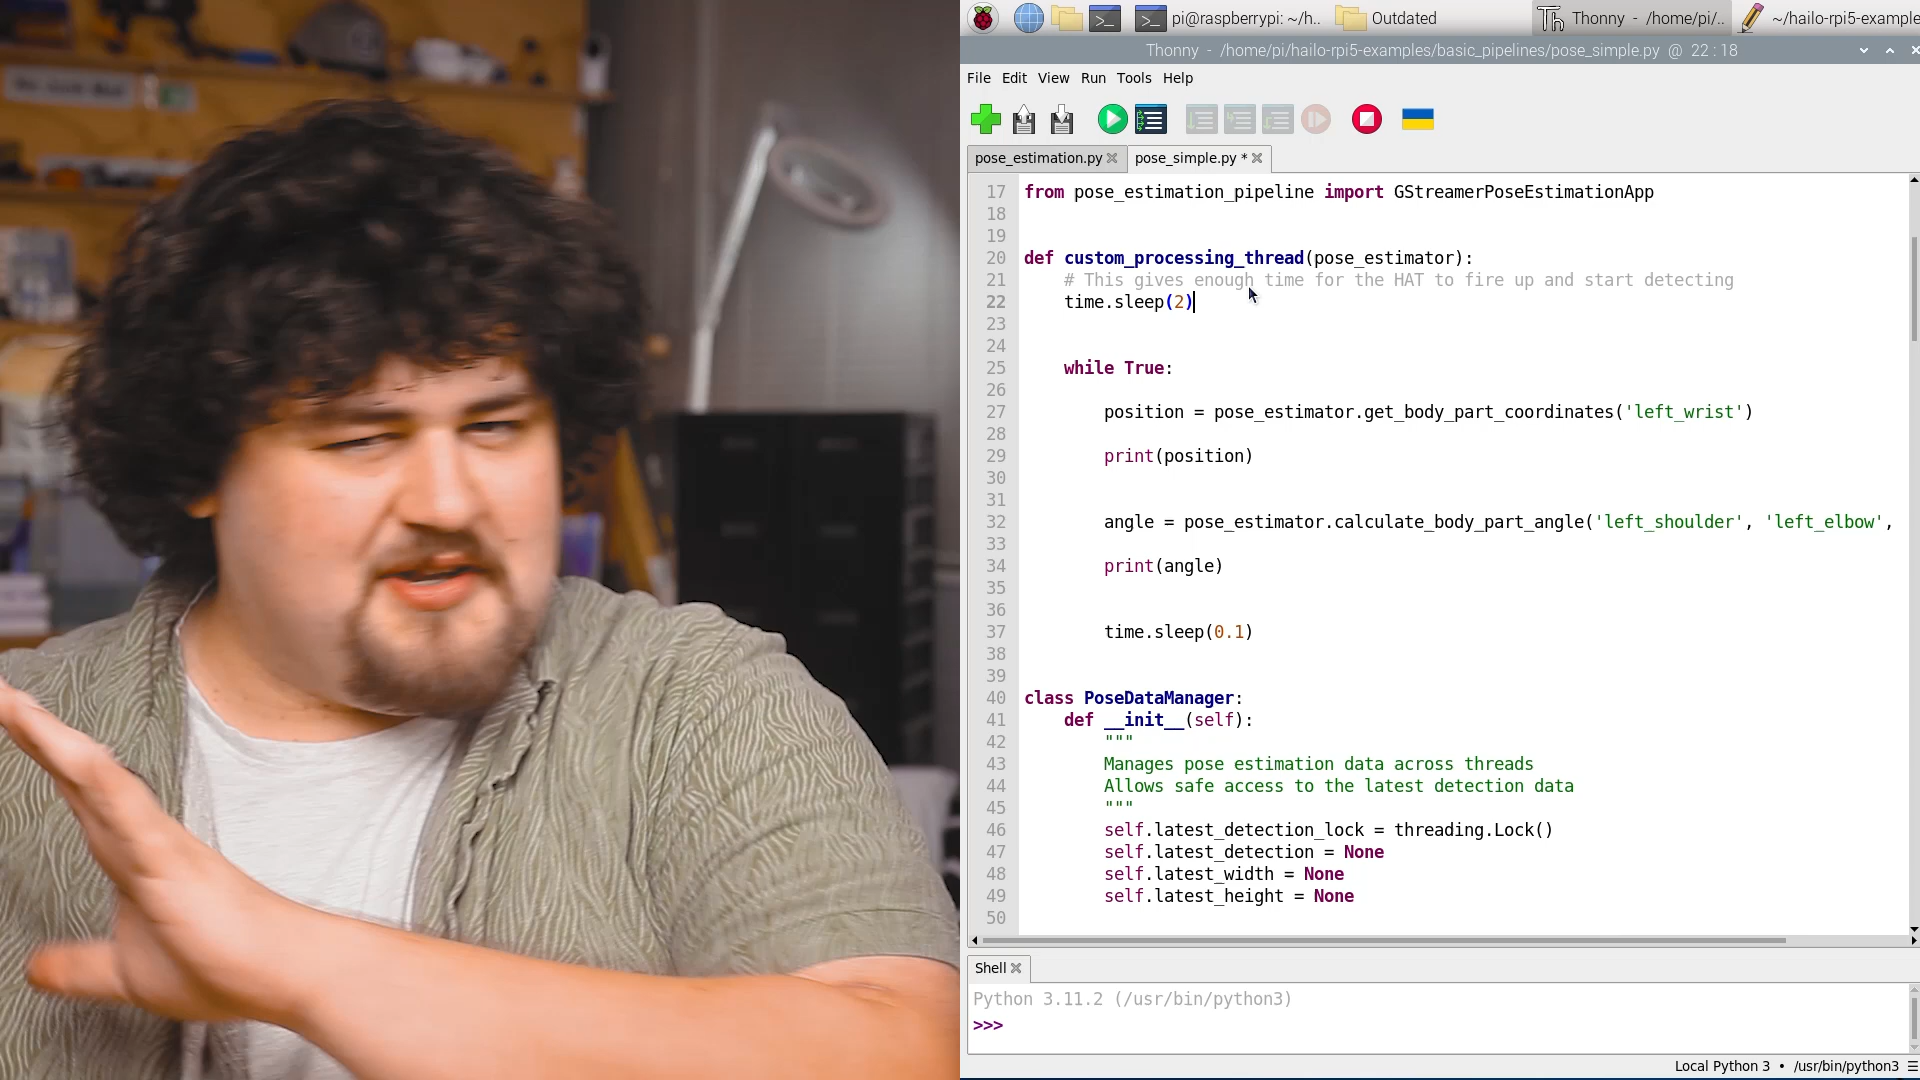 pi@raspberrypi: ~/h..
Outdated
Thonny - /home/pi/..
~/hailo-rpi5-example
Thonny - /home/pi/hailo-rpi5-examples/basic_pipelines/pose_simple.py @ 22 : 18
File Edit View Run Tools Help
pose_estimation.py
pose_simple.py *
17 from pose_estimation_pipeline import GStreamerPoseEstimationApp
18
19
20 def custom_processing_thread(pose_estimator):
21 # This gives enough time for the HAT to fire up and start detecting
22 time.sleep(2)
23
24
25 while True:
26
27 position = pose_estimator.get_body_part_coordinates('left_wrist')
28
29 print(position)
30
31
32 angle = pose_estimator.calculate_body_part_angle('left_shoulder', 'left_elbow',
33
34 print(angle)
35
36
37 time.sleep(0.1)
38
39
40 class PoseDataManager:
41 def __init__(self):
42 """
43 Manages pose estimation data across threads
44 Allows safe access to the latest detection data
45 """
46 self.latest_detection_lock = threading.Lock()
47 self.latest_detection = None
48 self.latest_width = None
49 self.latest_height = None
50
Shell
Python 3.11.2 (/usr/bin/python3)
>>>
Local Python 3 • /usr/bin/python3 ☰